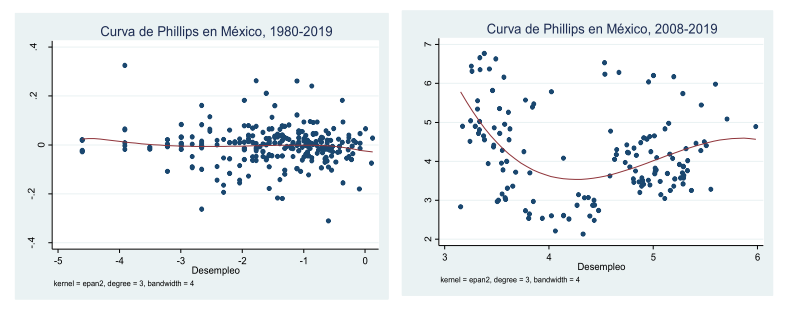 Curva de Phillips en México, 1980-2019
.4
.2
0
-.2
-.4
-5 -4 -3 -2 -1 0
Desempleo
kernel = epan2, degree = 3, bandwidth = 4
Curva de Phillips en México, 2008-2019
7
6
5
4
3
2
3 4 5 6
Desempleo
kernel = epan2, degree = 3, bandwidth = 4